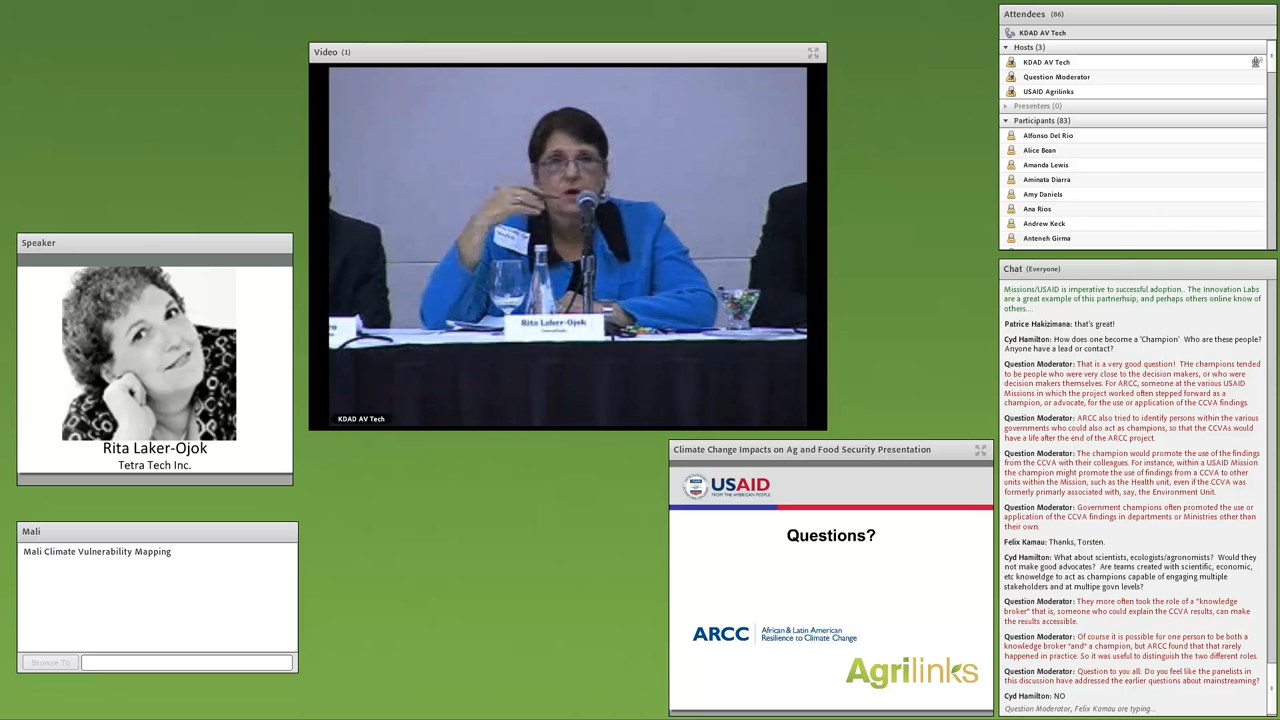 Speaker
Rita Laker-Ojok
Tetra Tech Inc.
Mali
Mali Climate Vulnerability Mapping
Browse To
Video (1)
Rita Laker-Ojok
KDAD AV Tech
Climate Change Impacts on Ag and Food Security Presentation
USAID
FROM THE AMERICAN PEOPLE
Questions?
ARCC
African & Latin American
Resilience to Climate Change
Agrilinks
Attendees (86)
KDAD AV Tech
Hosts (3)
KDAD AV Tech
Question Moderator
USAID Agrilinks
Presenters (0)
Participants (83)
Alfonso Del Rio
Alice Bean
Amanda Lewis
Aminata Diarra
Amy Daniels
Ana Rios
Andrew Keck
Anteneh Girma
Chat (Everyone)
Missions/USAID is imperative to successful adoption.. The Innovation Labs
are a great example of this partnerhsip, and perhaps others online know of
others....
Patrice Hakizimana: that's great!
Cyd Hamilton: How does one become a 'Champion' Who are these people?
Anyone have a lead or contact?
Question Moderator: That is a very good question! THe champions tended
to be people who were very close to the decision makers, or who were
decision makers themselves. For ARCC, someone at the various USAID
Missions in which the project worked often stepped forward as a
champion, or advocate, for the use or application of the CCVA findings.
Question Moderator: ARCC also tried to identify persons within the various
governments who could also act as champions, so that the CCVAs would
have a life after the end of the ARCC project.
Question Moderator: The champion would promote the use of the findings
from the CCVA with their colleagues. For instance, within a USAID Mission
the champion might promote the use of findings from a CCVA to other
units within the Mission, such as the Health unit, even if the CCVA was
formerly primarily associated with, say, the Environment Unit.
Question Moderator: Government champions often promoted the use or
application of the CCVA findings in departments or Ministries other than
their own.
Felix Kamau: Thanks, Torsten.
Cyd Hamilton: What about scientists, ecologists/agronomists? Would they
not make good advocates? Are teams created with scientific, economic,
etc knoweldge to act as champions capable of engaging multiple
stakeholders and at multipe govn levels?
Question Moderator: They more often took the role of a "knowledge
broker" that is, someone who could explain the CCVA results, can make
the results accessible.
Question Moderator: Of course it is possible for one person to be both a
knowledge broker *and* a champion, but ARCC found that that rarely
happened in practice. So it was useful to distinguish the two different roles.
Question Moderator: Question to you all: Do you feel like the panelists in
this discussion have addressed the earlier questions about mainstreaming?
Cyd Hamilton: NO
Question Moderator, Felix Kamau are typing...